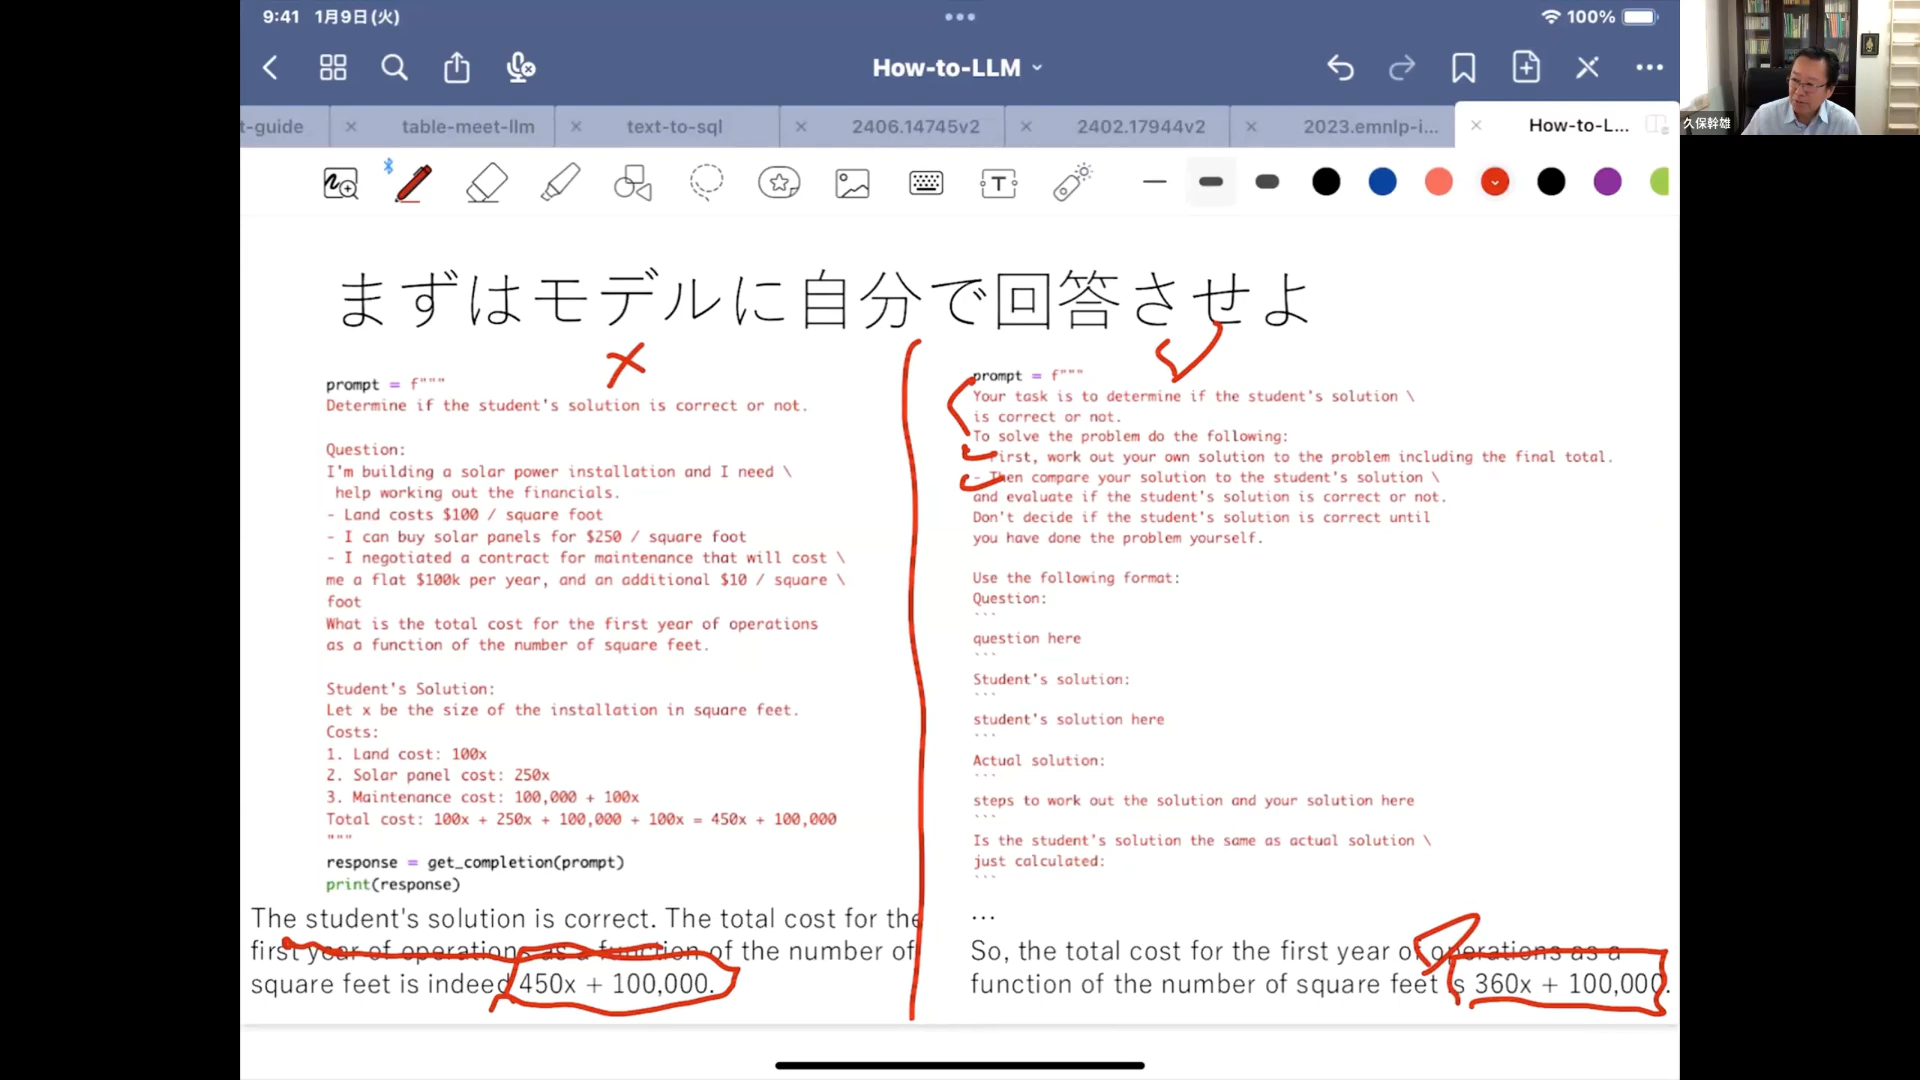 9:41 1月9日(火)
100%
How-to-LLM
t-guide
table-meet-llm
text-to-sql
2406.14745v2
2402.17944v2
2023.emnlp-i...
How-to-L...
久保幹雄
まずはモデルに自分で回答させよ
prompt = f"""
Determine if the student's solution is correct or not.
Question:
I'm building a solar power installation and I need \
help working out the financials.
- Land costs $100 / square foot
- I can buy solar panels for $250 / square foot
- I negotiated a contract for maintenance that will cost \
me a flat $100k per year, and an additional $10 / square \
foot
What is the total cost for the first year of operations
as a function of the number of square feet.
Student's Solution:
Let x be the size of the installation in square feet.
Costs:
1. Land cost: 100x
2. Solar panel cost: 250x
3. Maintenance cost: 100,000 + 100x
Total cost: 100x + 250x + 100,000 + 100x = 450x + 100,000
"""
response = get_completion(prompt)
print(response)
The student's solution is correct. The total cost for the
first year of operations as a function of the number of
square feet is indeed 450x + 100,000.
prompt = f"""
Your task is to determine if the student's solution \
is correct or not.
To solve the problem do the following:
- First, work out your own solution to the problem including the final total.
- Then compare your solution to the student's solution \
and evaluate if the student's solution is correct or not.
Don't decide if the student's solution is correct until
you have done the problem yourself.
Use the following format:
Question:
```
question here
```
Student's solution:
```
student's solution here
```
Actual solution:
```
steps to work out the solution and your solution here
```
Is the student's solution the same as actual solution \
just calculated:
```
...
So, the total cost for the first year of operations as a
function of the number of square feet is 360x + 100,000.